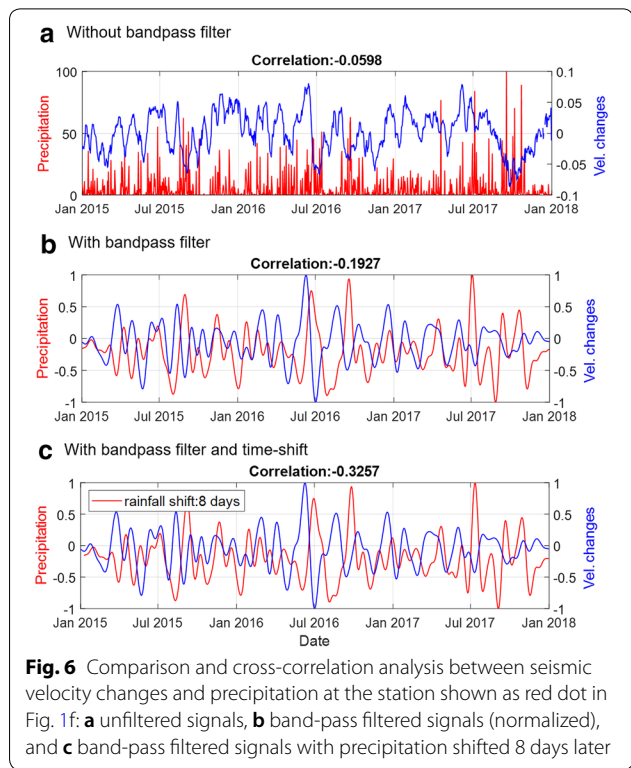 a Without bandpass filter
Correlation:-0.0598
100
50
0
Precipitation
0.1
0.05
0
-0.05
-0.1
Vel. changes
Jan 2015 Jul 2015 Jan 2016 Jul 2016 Jan 2017 Jul 2017 Jan 2018
b With bandpass filter
Correlation:-0.1927
1
0.5
0
-0.5
-1
Precipitation
1
0.5
0
-0.5
-1
Vel. changes
Jan 2015 Jul 2015 Jan 2016 Jul 2016 Jan 2017 Jul 2017 Jan 2018
c With bandpass filter and time-shift
Correlation:-0.3257
rainfall shift:8 days
1
0.5
0
-0.5
-1
Precipitation
1
0.5
0
-0.5
-1
Vel.changes
Jan 2015 Jul 2015 Jan 2016 Jul 2016 Jan 2017 Jul 2017 Jan 2018
Date
Fig. 6 Comparison and cross-correlation analysis between seismic
velocity changes and precipitation at the station shown as red dot in
Fig. 1f: a unfiltered signals, b band-pass filtered signals (normalized),
and c band-pass filtered signals with precipitation shifted 8 days later